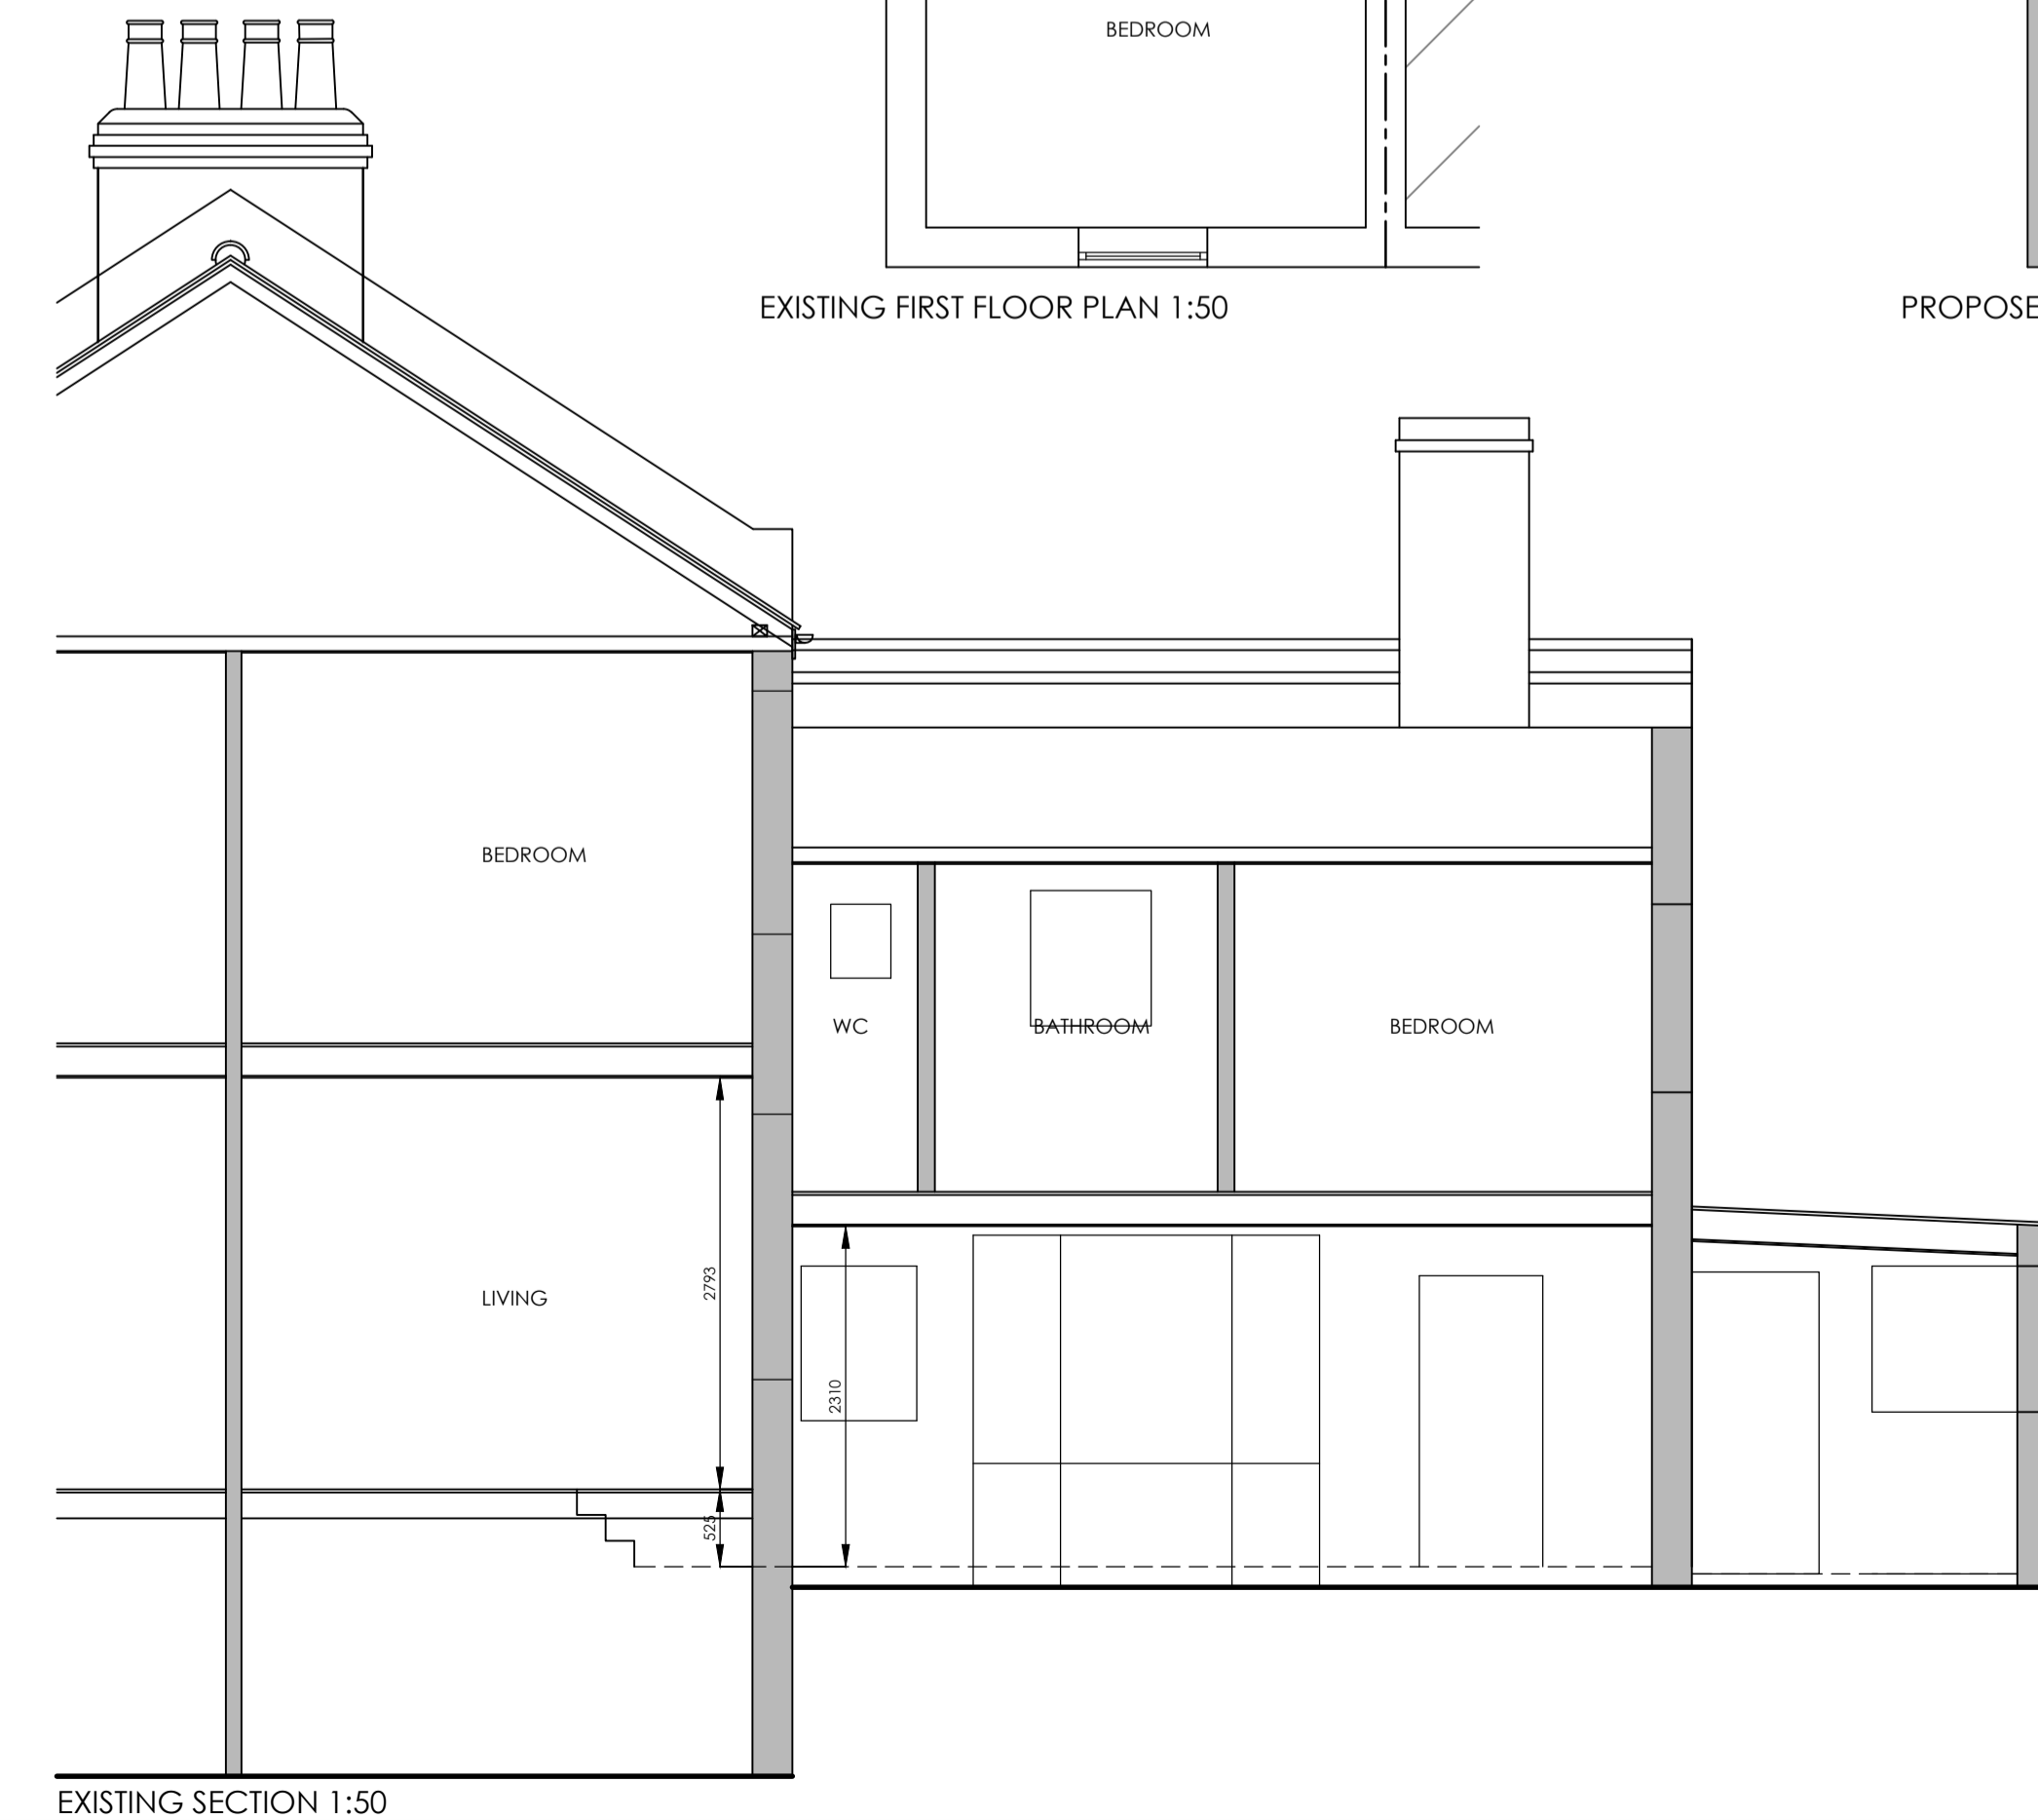 BEDROOM
EXISTING FIRST FLOOR PLAN 1:50
PROPOSE
BEDROOM
WC
BATHROOM
BEDROOM
2793
LIVING
2310
525
EXISTING SECTION 1:50